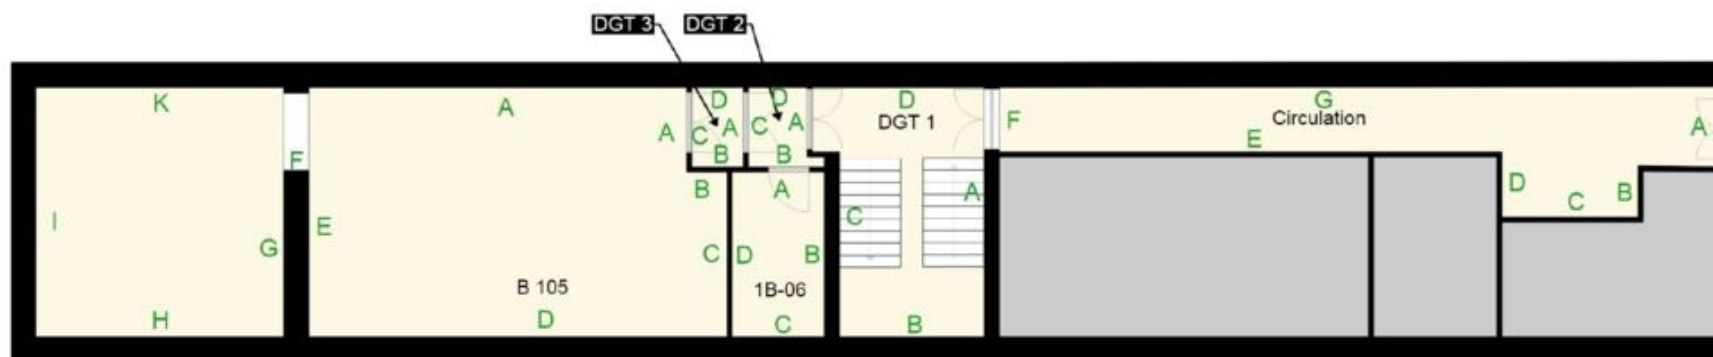 DGT 3 DGT 2
K A D D D G
A C A C A DGT 1 F Circulation A
E
F B B
B A A D B
C
I E C
G C D B
B 105 1B-06
H D C B